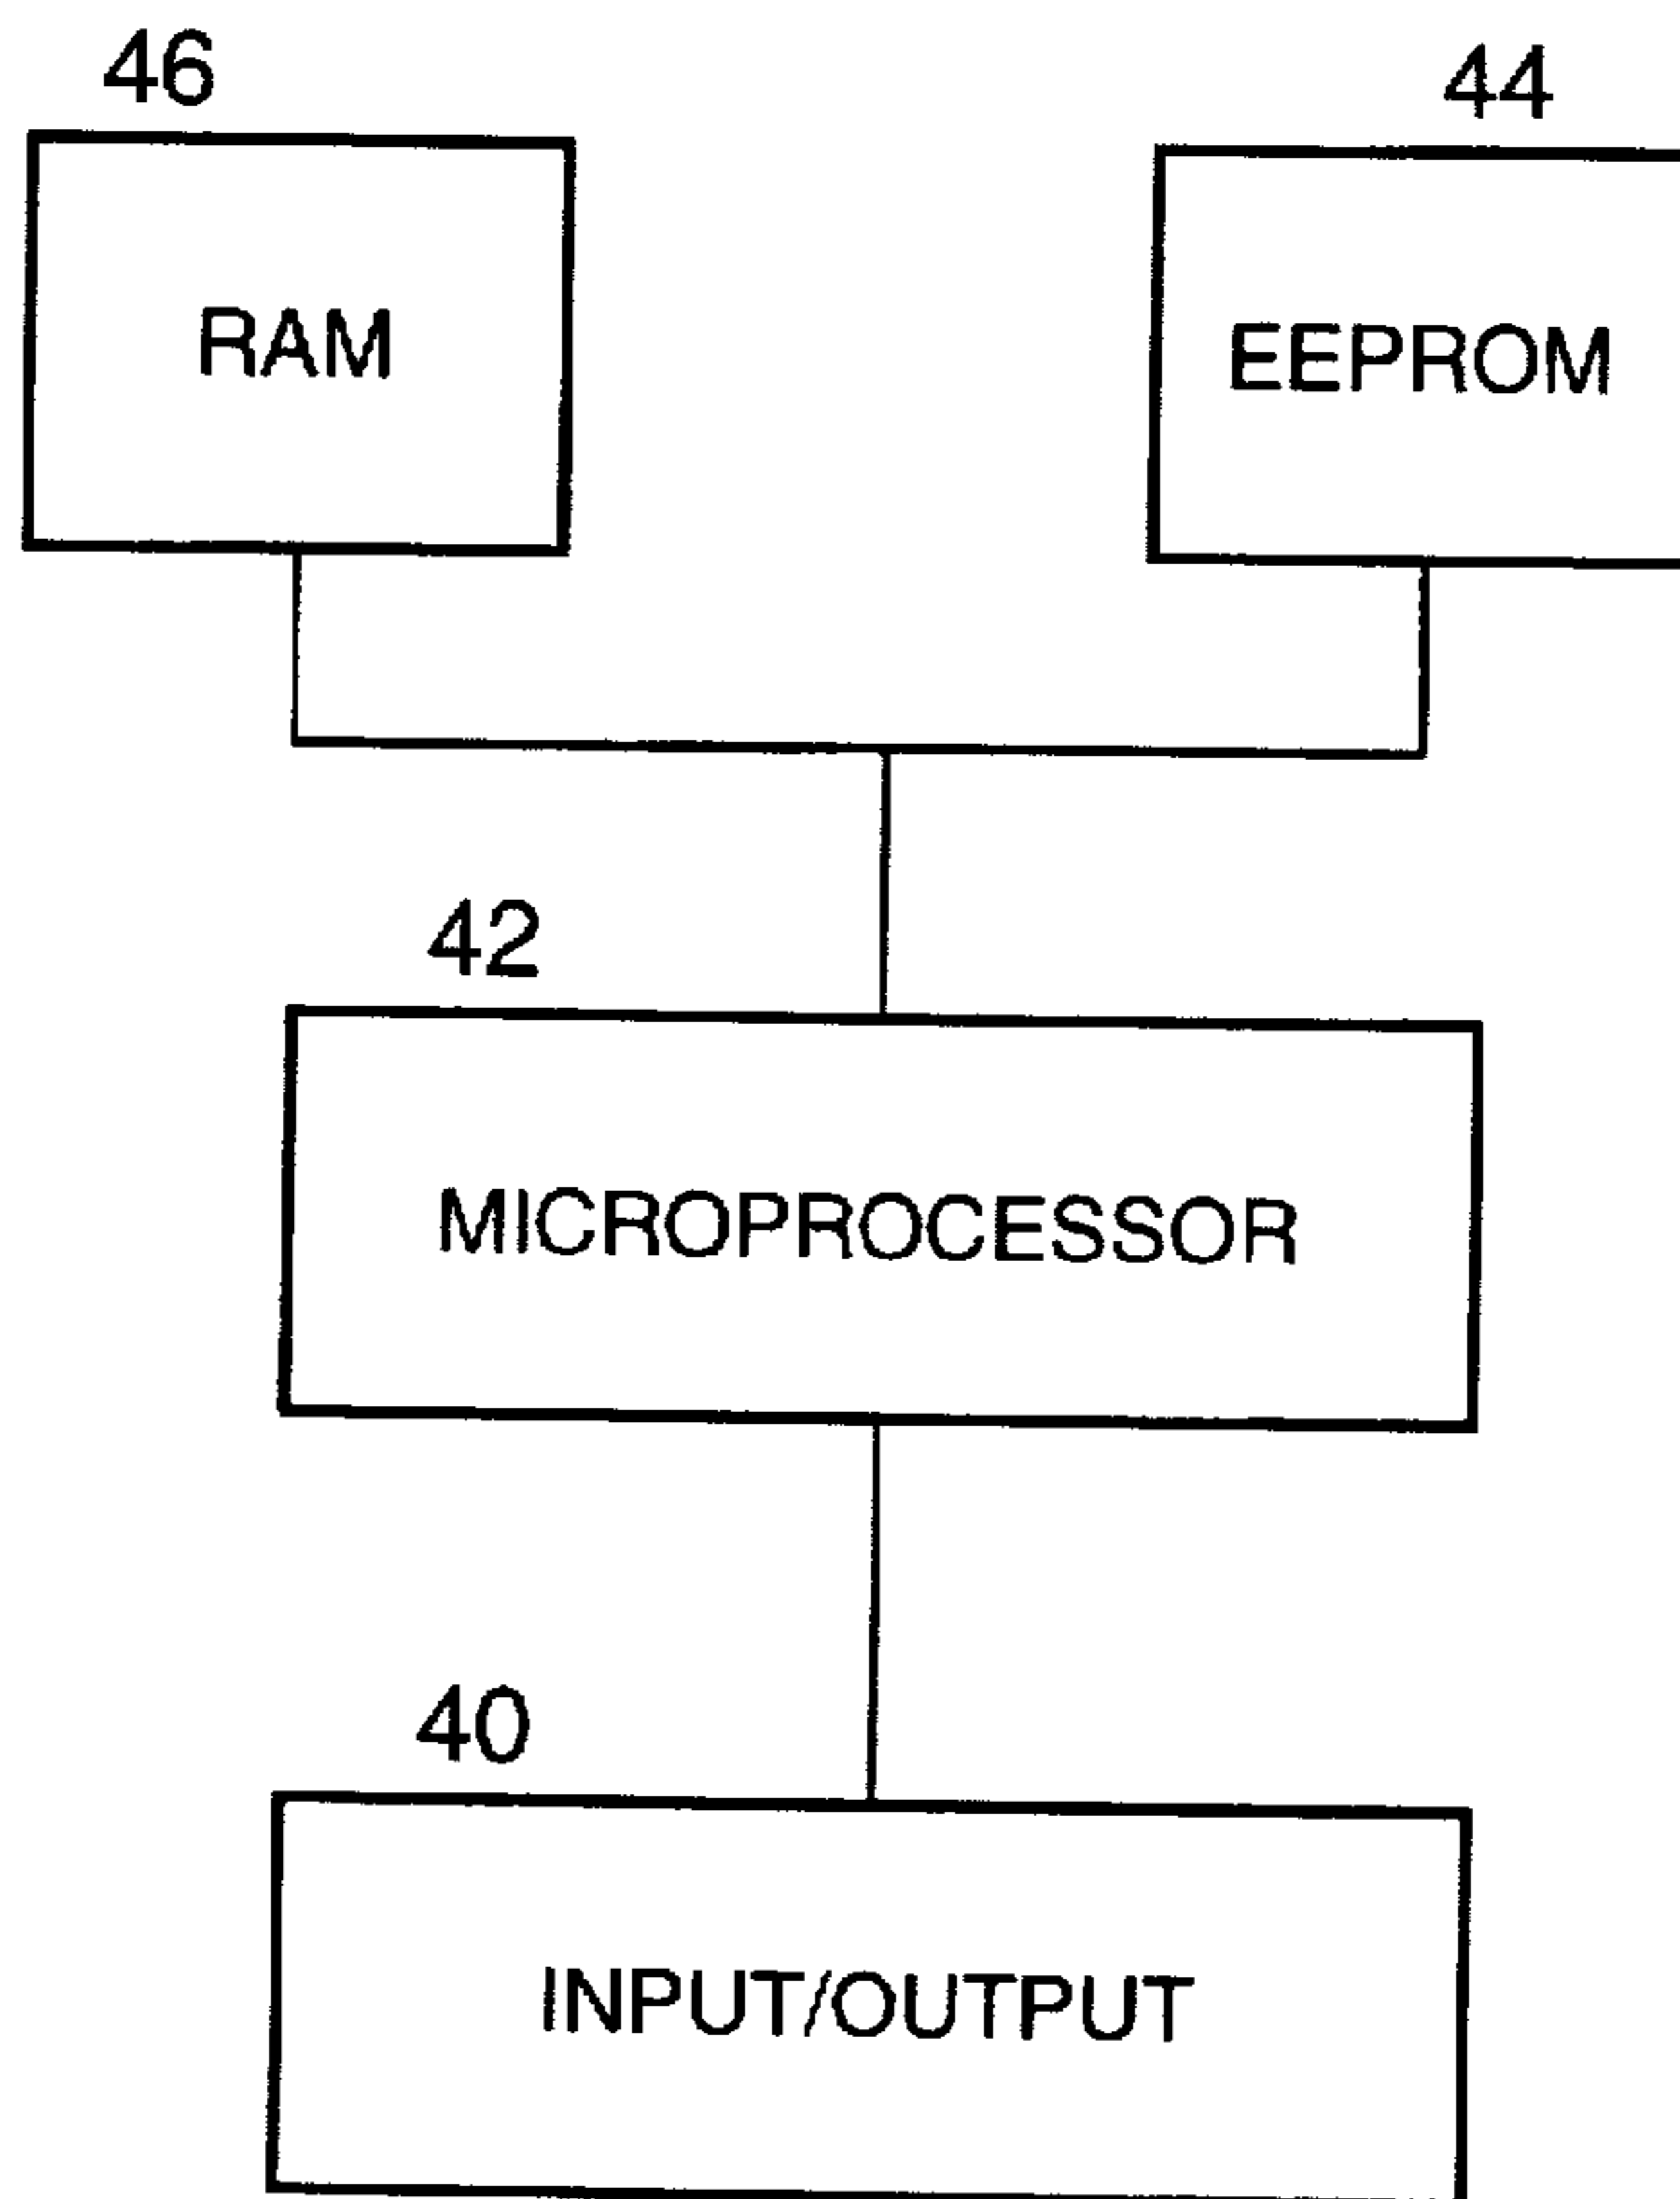 46
44
RAM
EEPROM
42
MICROPROCESSOR
40
INPUT/OUTPUT